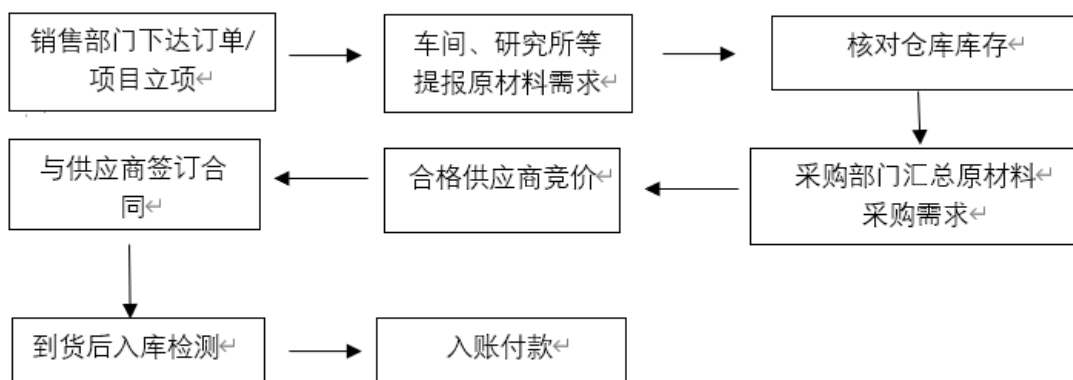 销售部门下达订单/
项目立项↵
车间、研究所等
提报原材料需求↵
核对仓库库存↵
采购部门汇总原材料↵
采购需求↵
合格供应商竞价↵
与供应商签订合
同↵
到货后入库检测↵
入账付款↵